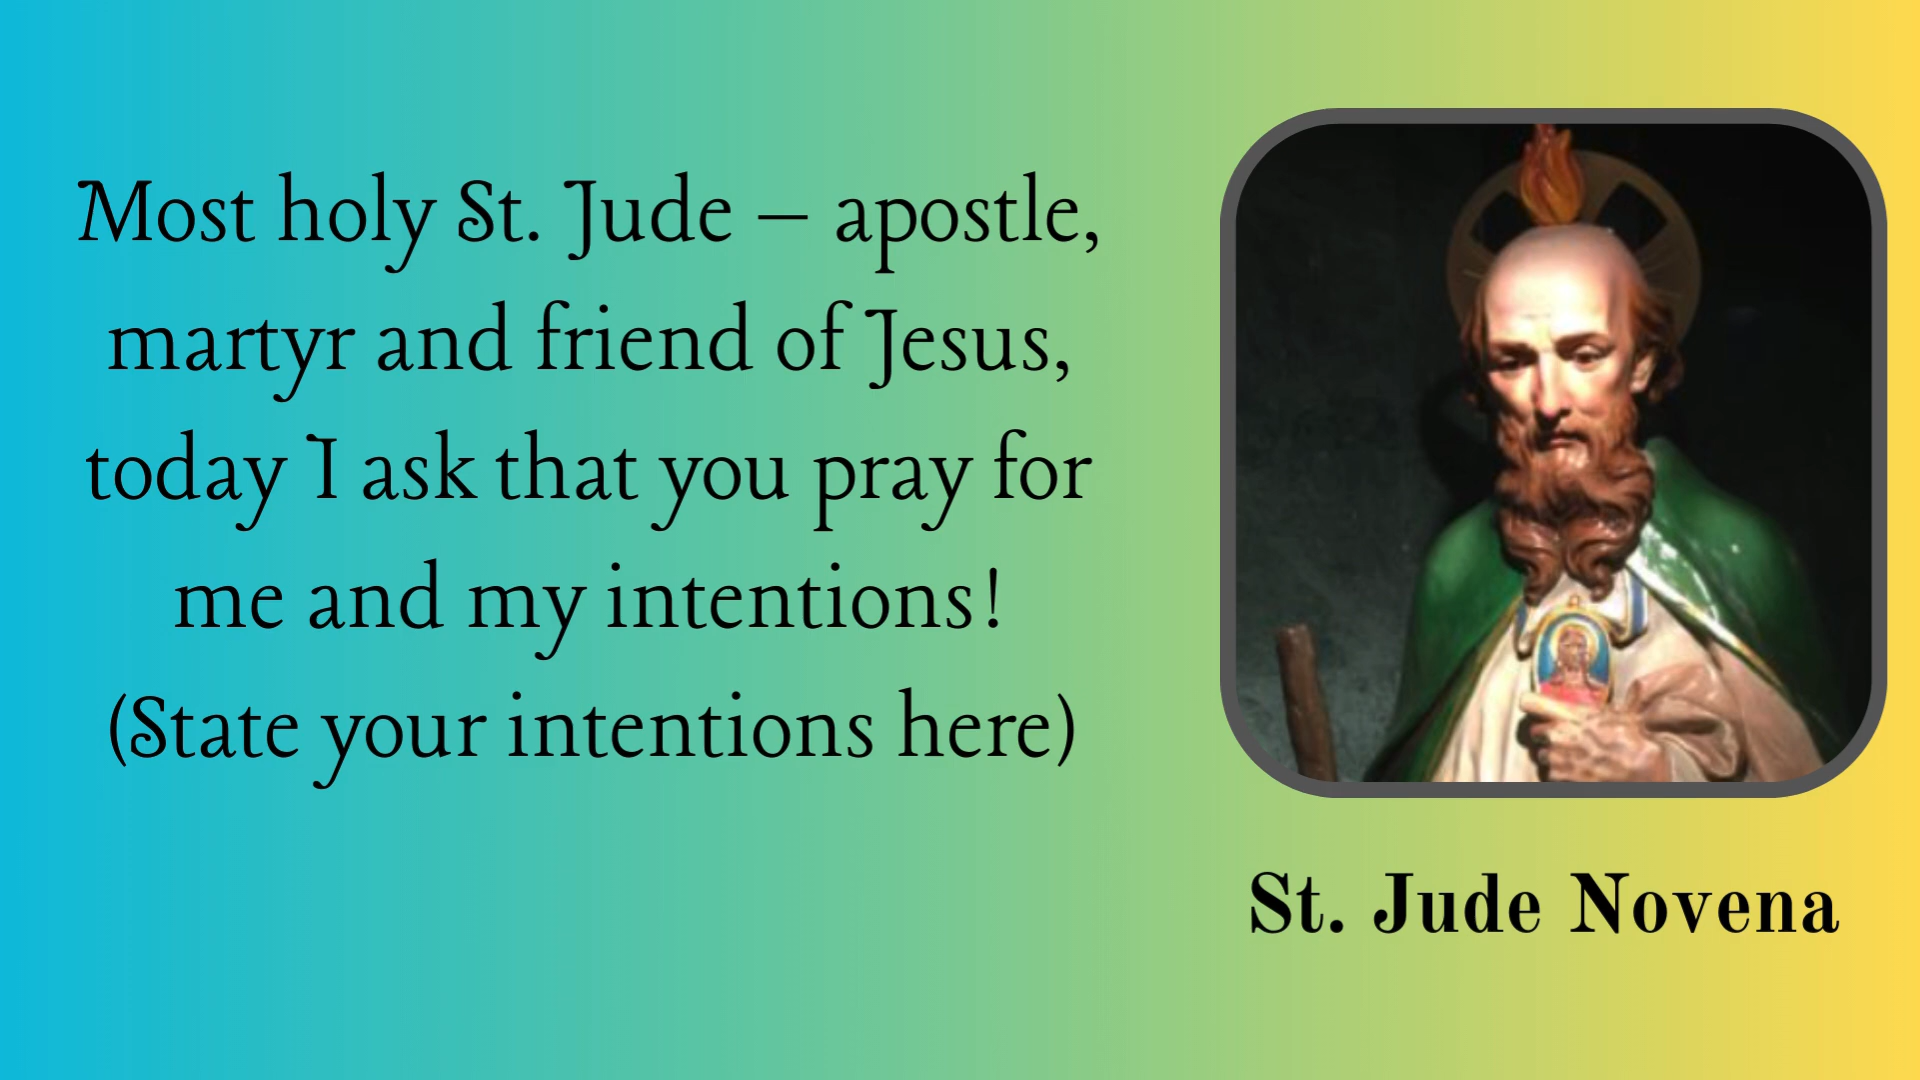 Most holy St. Jude – apostle,
martyr and friend of Jesus,
today I ask that you pray for
me and my intentions!
(State your intentions here)
St. Jude Novena